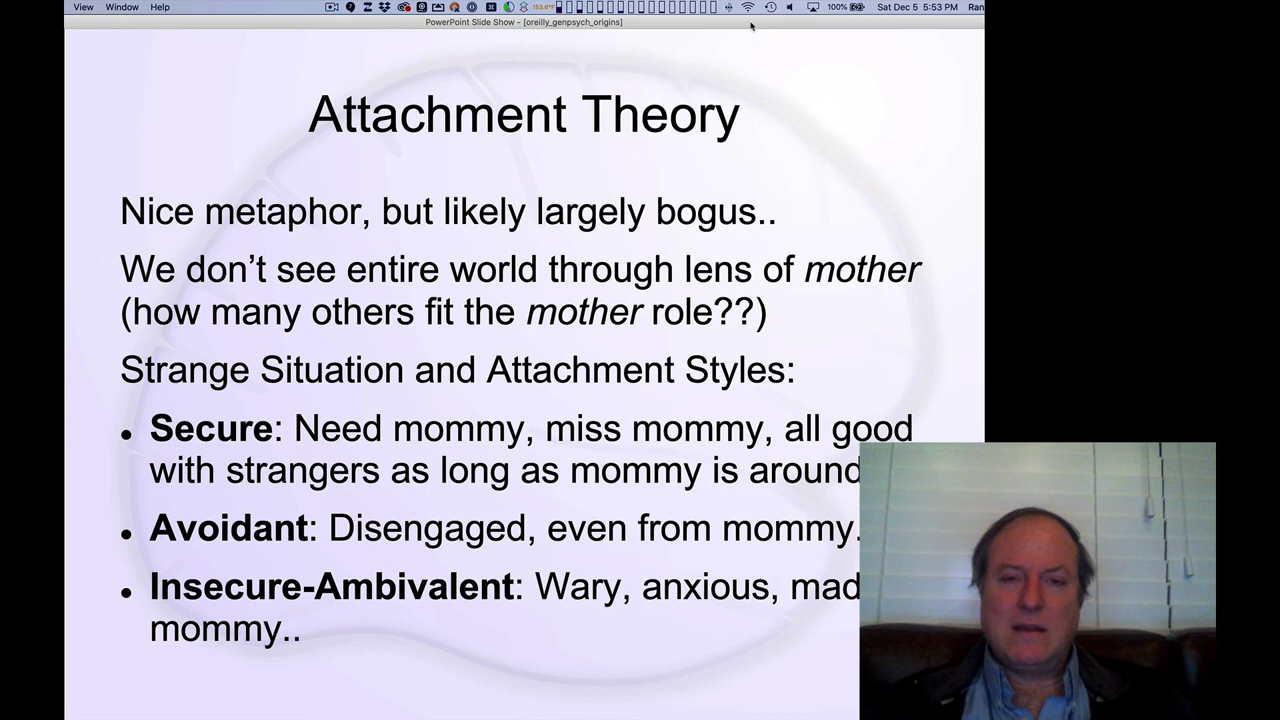 View Window Help 153.6°F 100% Sat Dec 5 5:53 PM Ran
PowerPoint Slide Show - [oreilly_genpsych_origins]
Attachment Theory
Nice metaphor, but likely largely bogus..
We don't see entire world through lens of mother
(how many others fit the mother role??)
Strange Situation and Attachment Styles:
● Secure: Need mommy, miss mommy, all good
with strangers as long as mommy is around
● Avoidant: Disengaged, even from mommy.
● Insecure-Ambivalent: Wary, anxious, mad
mommy..